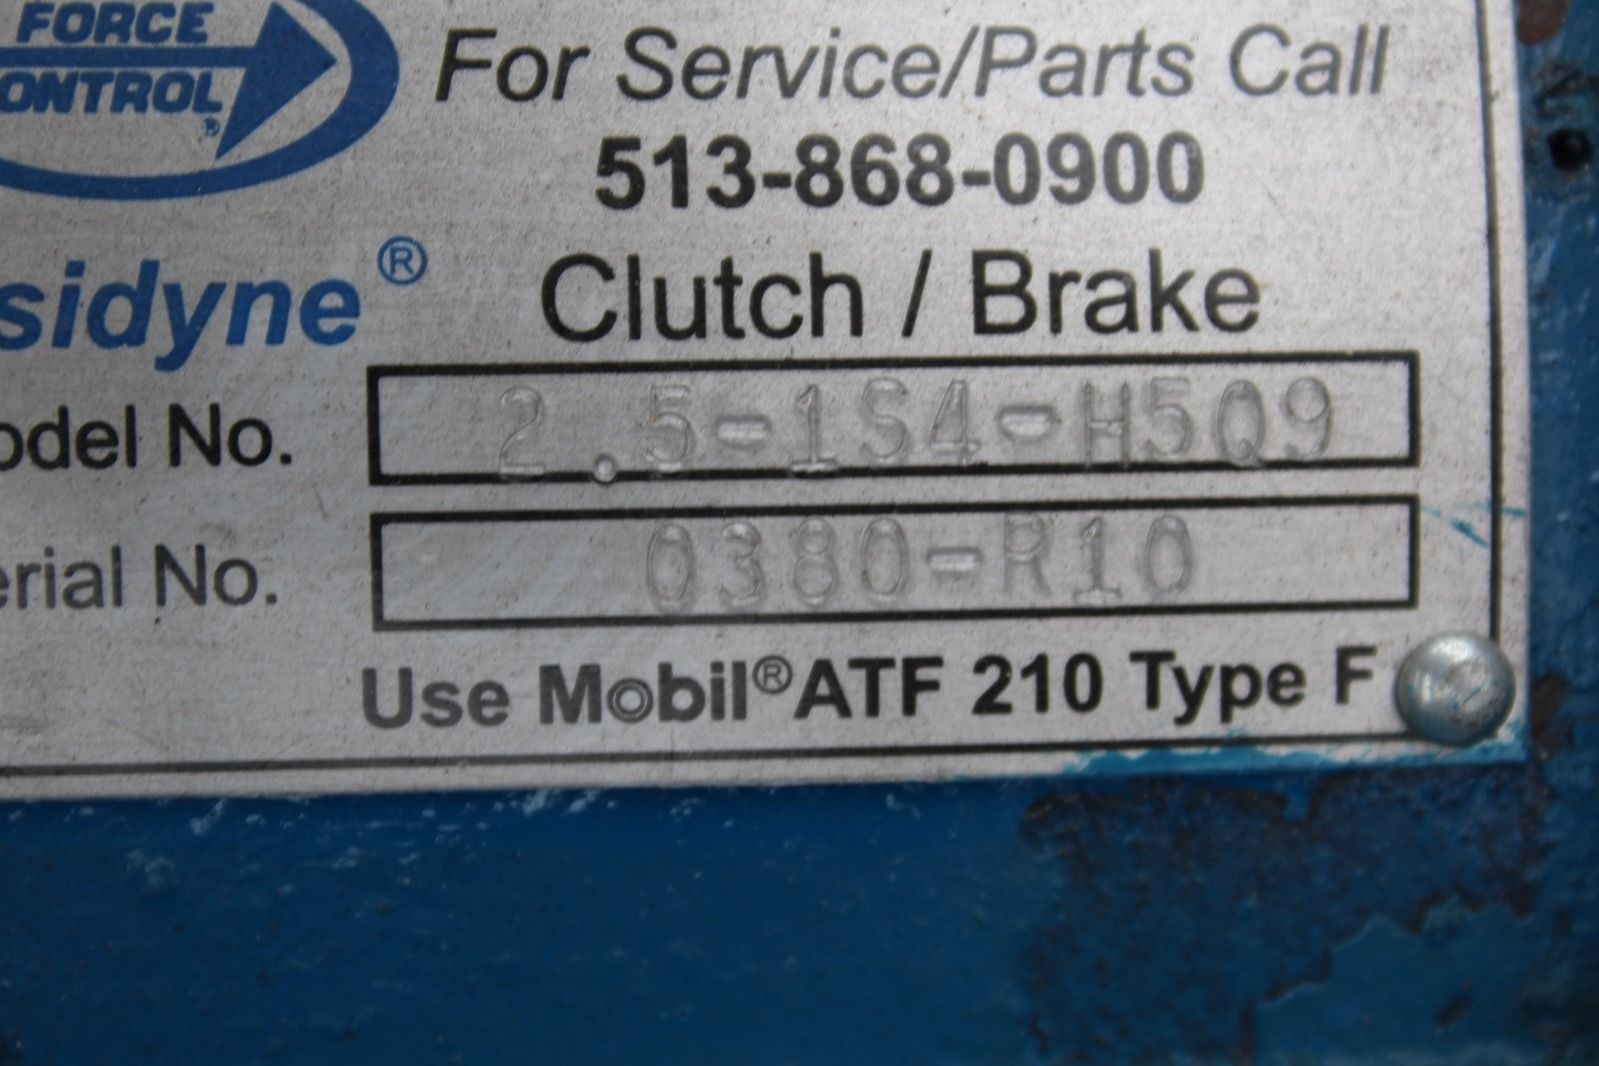 FORCE
ONTROL®
For Service/Parts Call
513-868-0900
sidyne® Clutch / Brake
odel No. 2.5-1S4-H5Q9
erial No. 0380-R10
Use Mobil® ATF 210 Type F